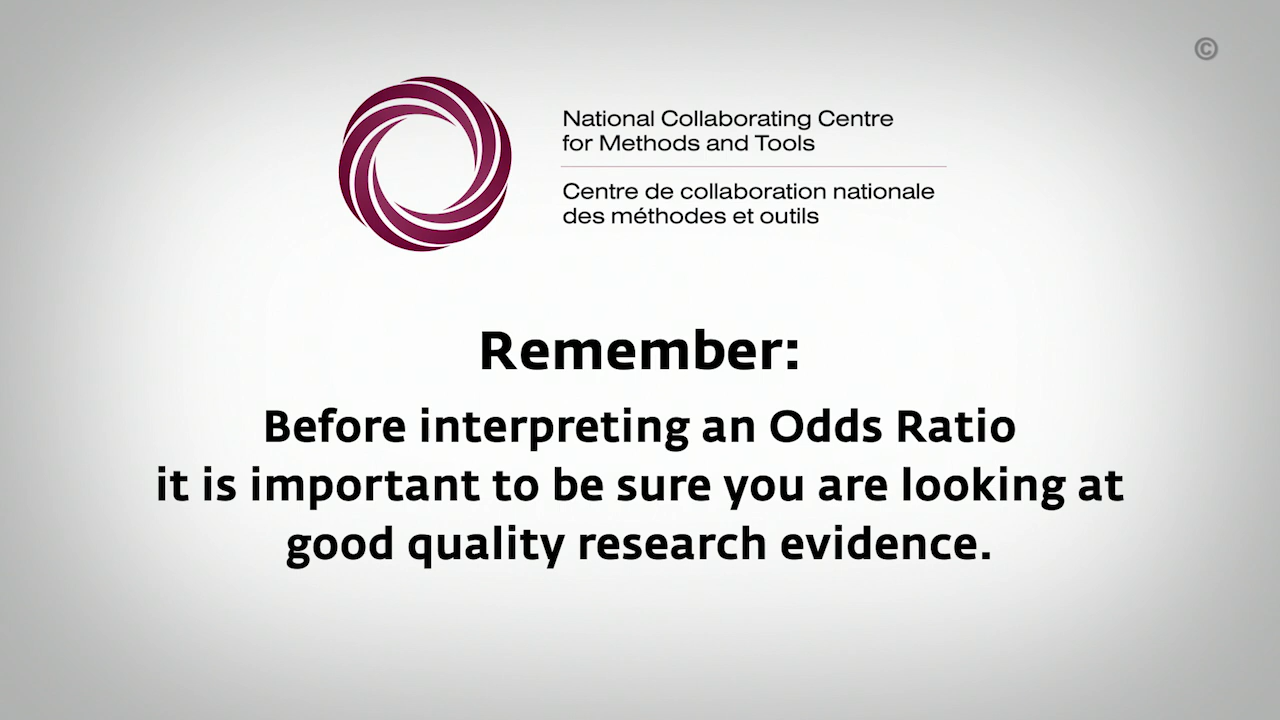 ©
National Collaborating Centre
for Methods and Tools
Centre de collaboration nationale
des méthodes et outils
Remember:
Before interpreting an Odds Ratio
it is important to be sure you are looking at
good quality research evidence.